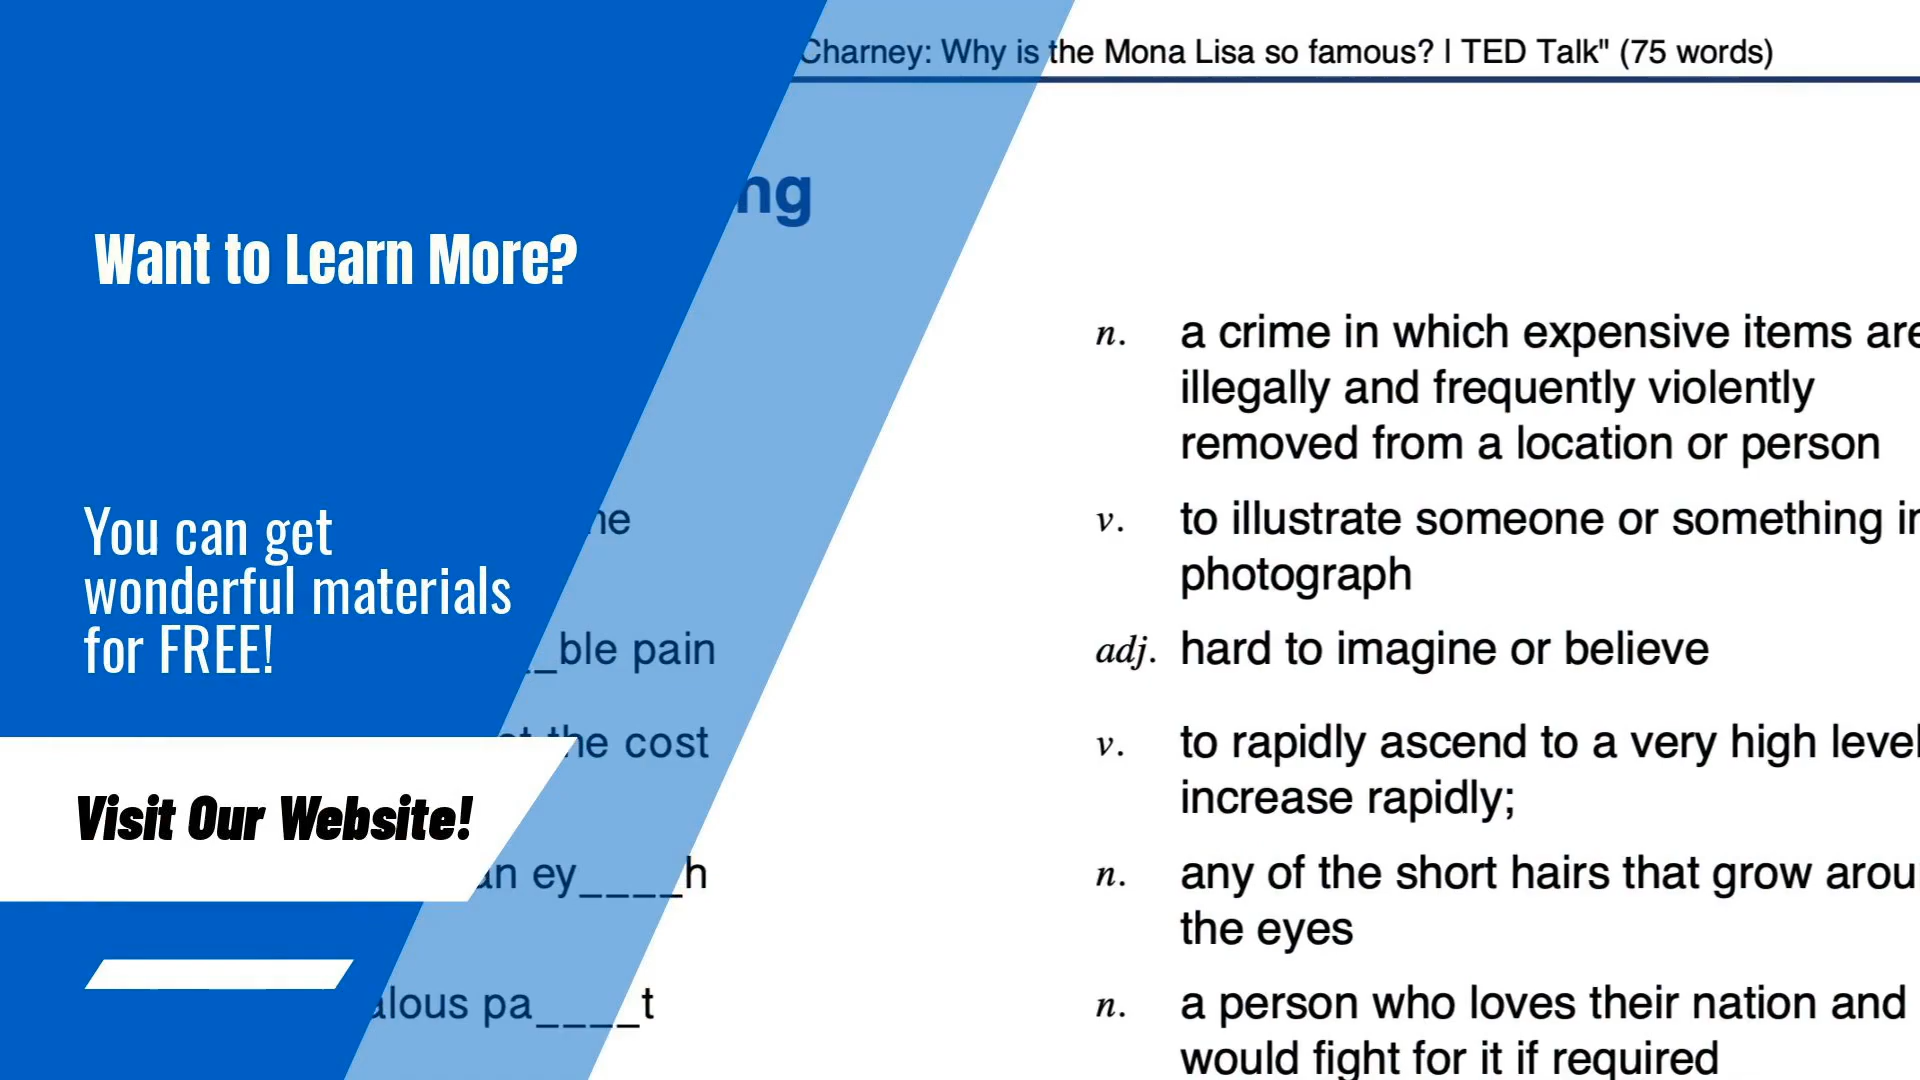 Charney: Why is the Mona Lisa so famous? | TED Talk" (75 words)
ng
Want to Learn More?
You can get
wonderful materials
for FREE!
Visit Our Website!
ne
_ble pain
the cost
an ey____h
alous pa____t
n. a crime in which expensive items are
illegally and frequently violently
removed from a location or person
v. to illustrate someone or something in
photograph
adj. hard to imagine or believe
v. to rapidly ascend to a very high level
increase rapidly;
n. any of the short hairs that grow arou
the eyes
n. a person who loves their nation and
would fight for it if required